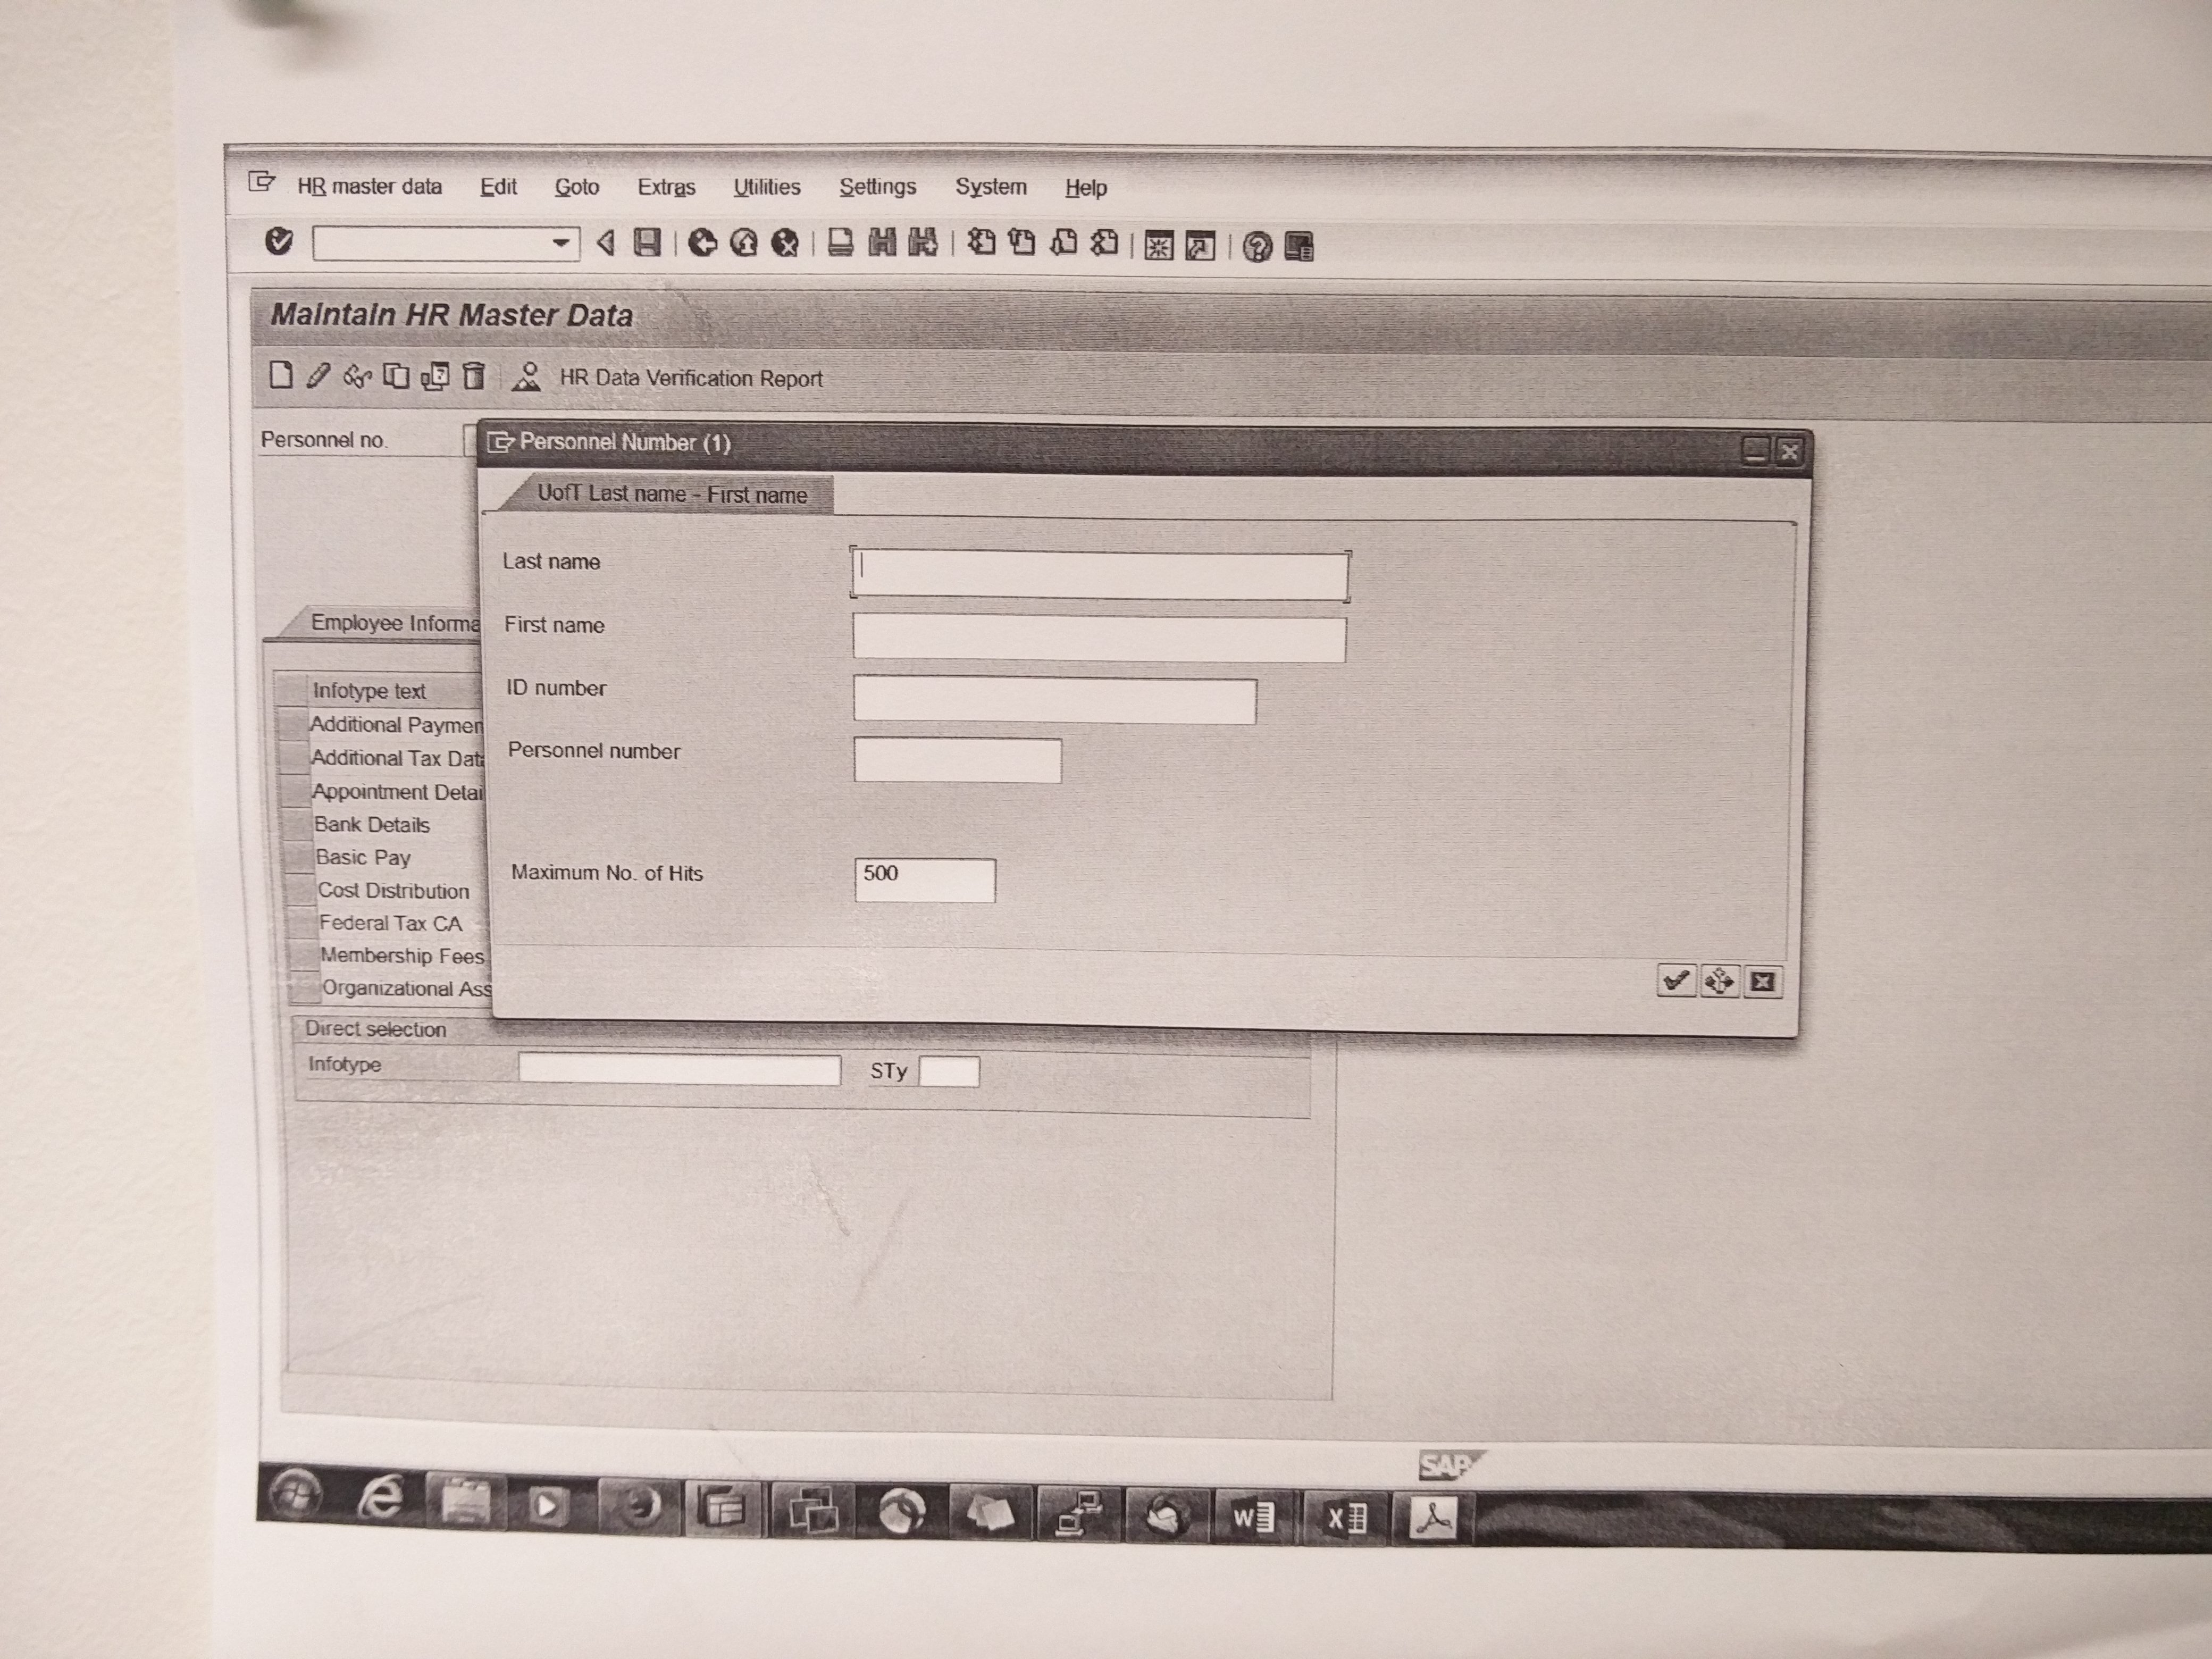 HR master data Edit Goto Extras Utilities Settings System Help
Maintain HR Master Data
HR Data Verification Report
Personnel no.
Personnel Number (1)
UofT Last name - First name
Last name
First name
ID number
Personnel number
Maximum No. of Hits 500
Employee Informa
Infotype text
Additional Paymen
Additional Tax Dat
Appointment Detai
Bank Details
Basic Pay
Cost Distribution
Federal Tax CA
Membership Fees
Organizational Ass
Direct selection
Infotype STy
SAP
W X